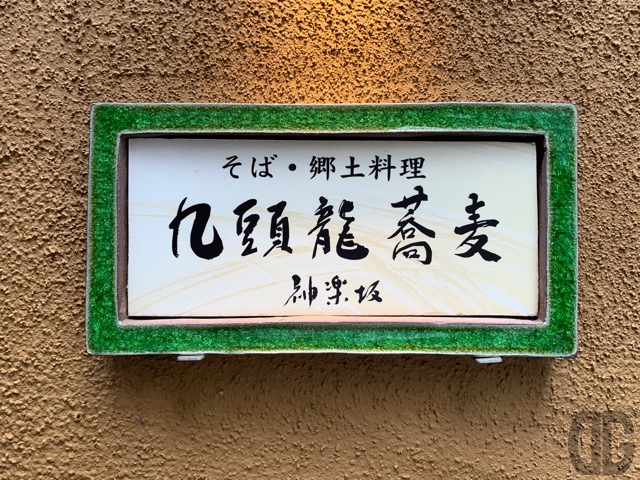 そば・郷土料理
九頭龍蕎麦
神楽坂